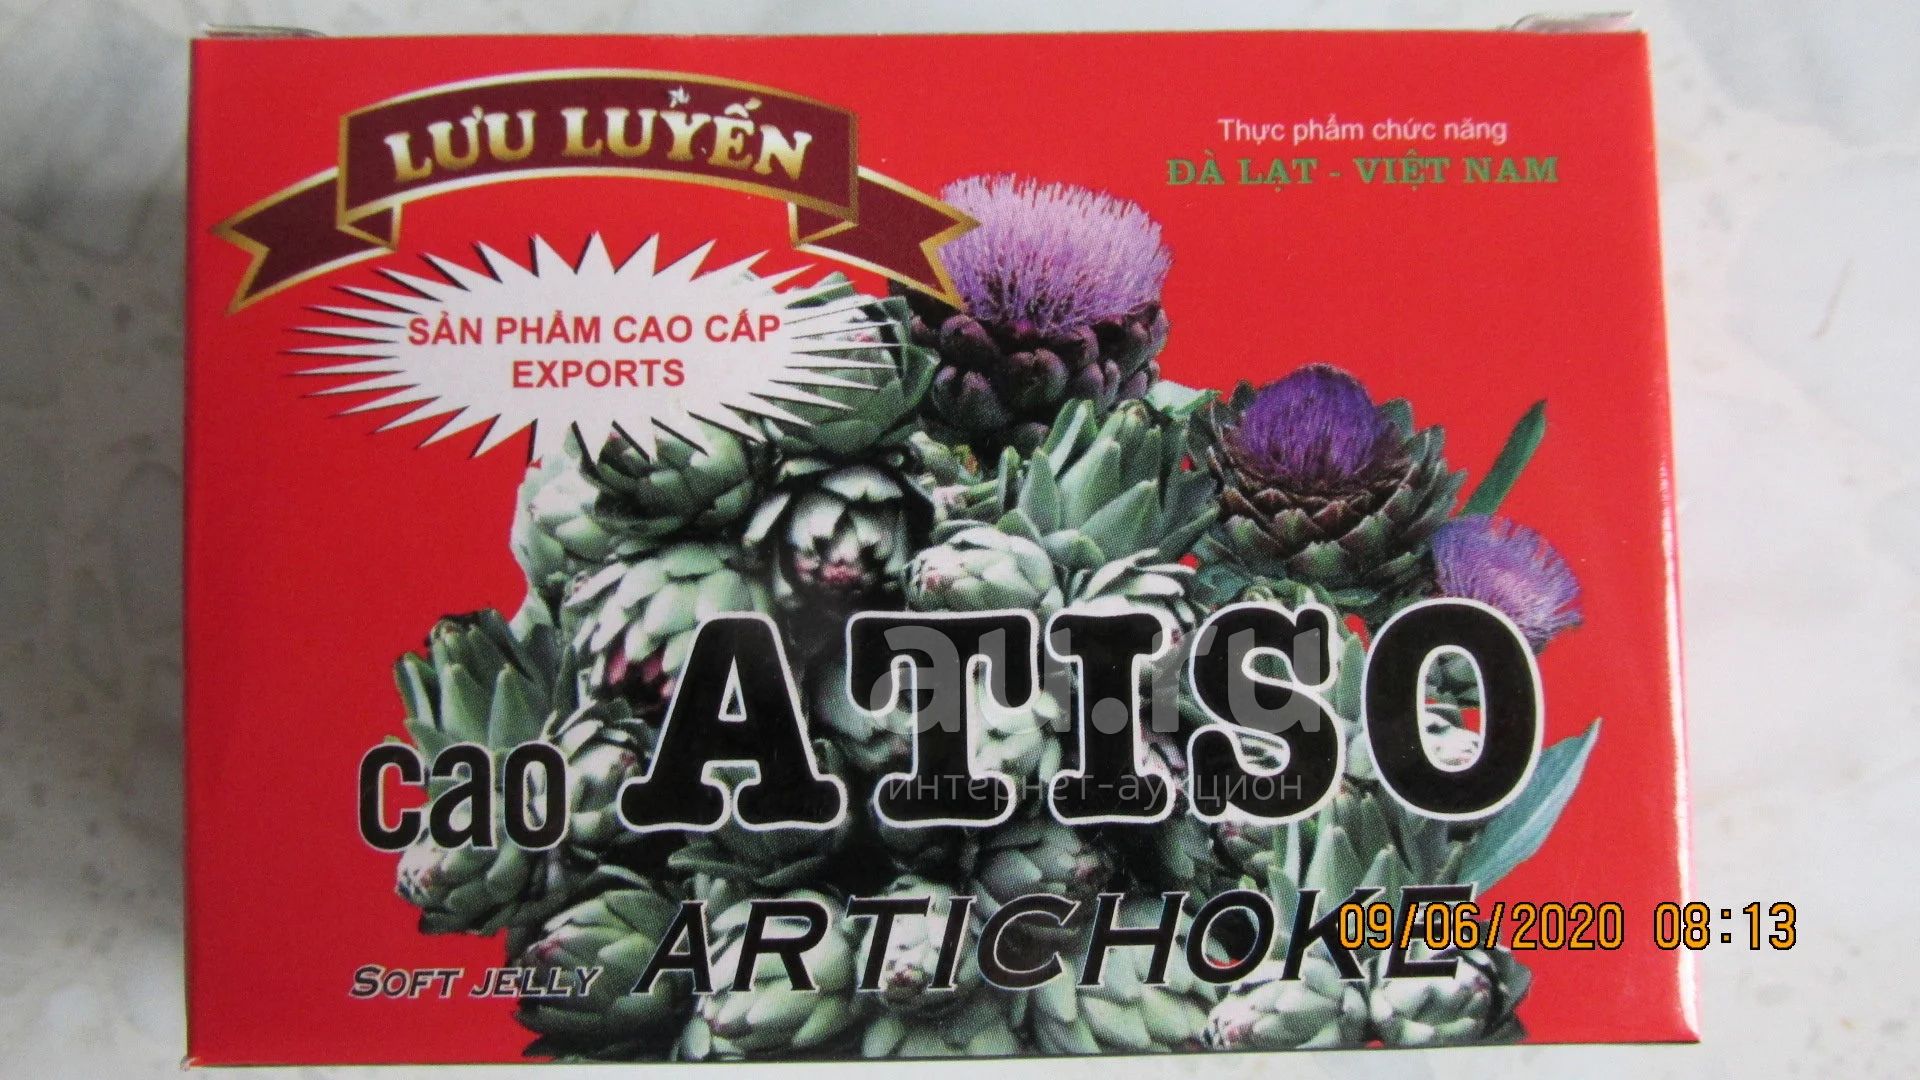 LƯU LUYẾN
Thực phẩm chức năng
ĐÀ LẠT - VIỆT NAM
SẢN PHẨM CAO CẤP
EXPORTS
cao ATISO
au.ru
интернет-аукцион
SOFT JELLY ARTICHOKE
09/06/2020 08:13